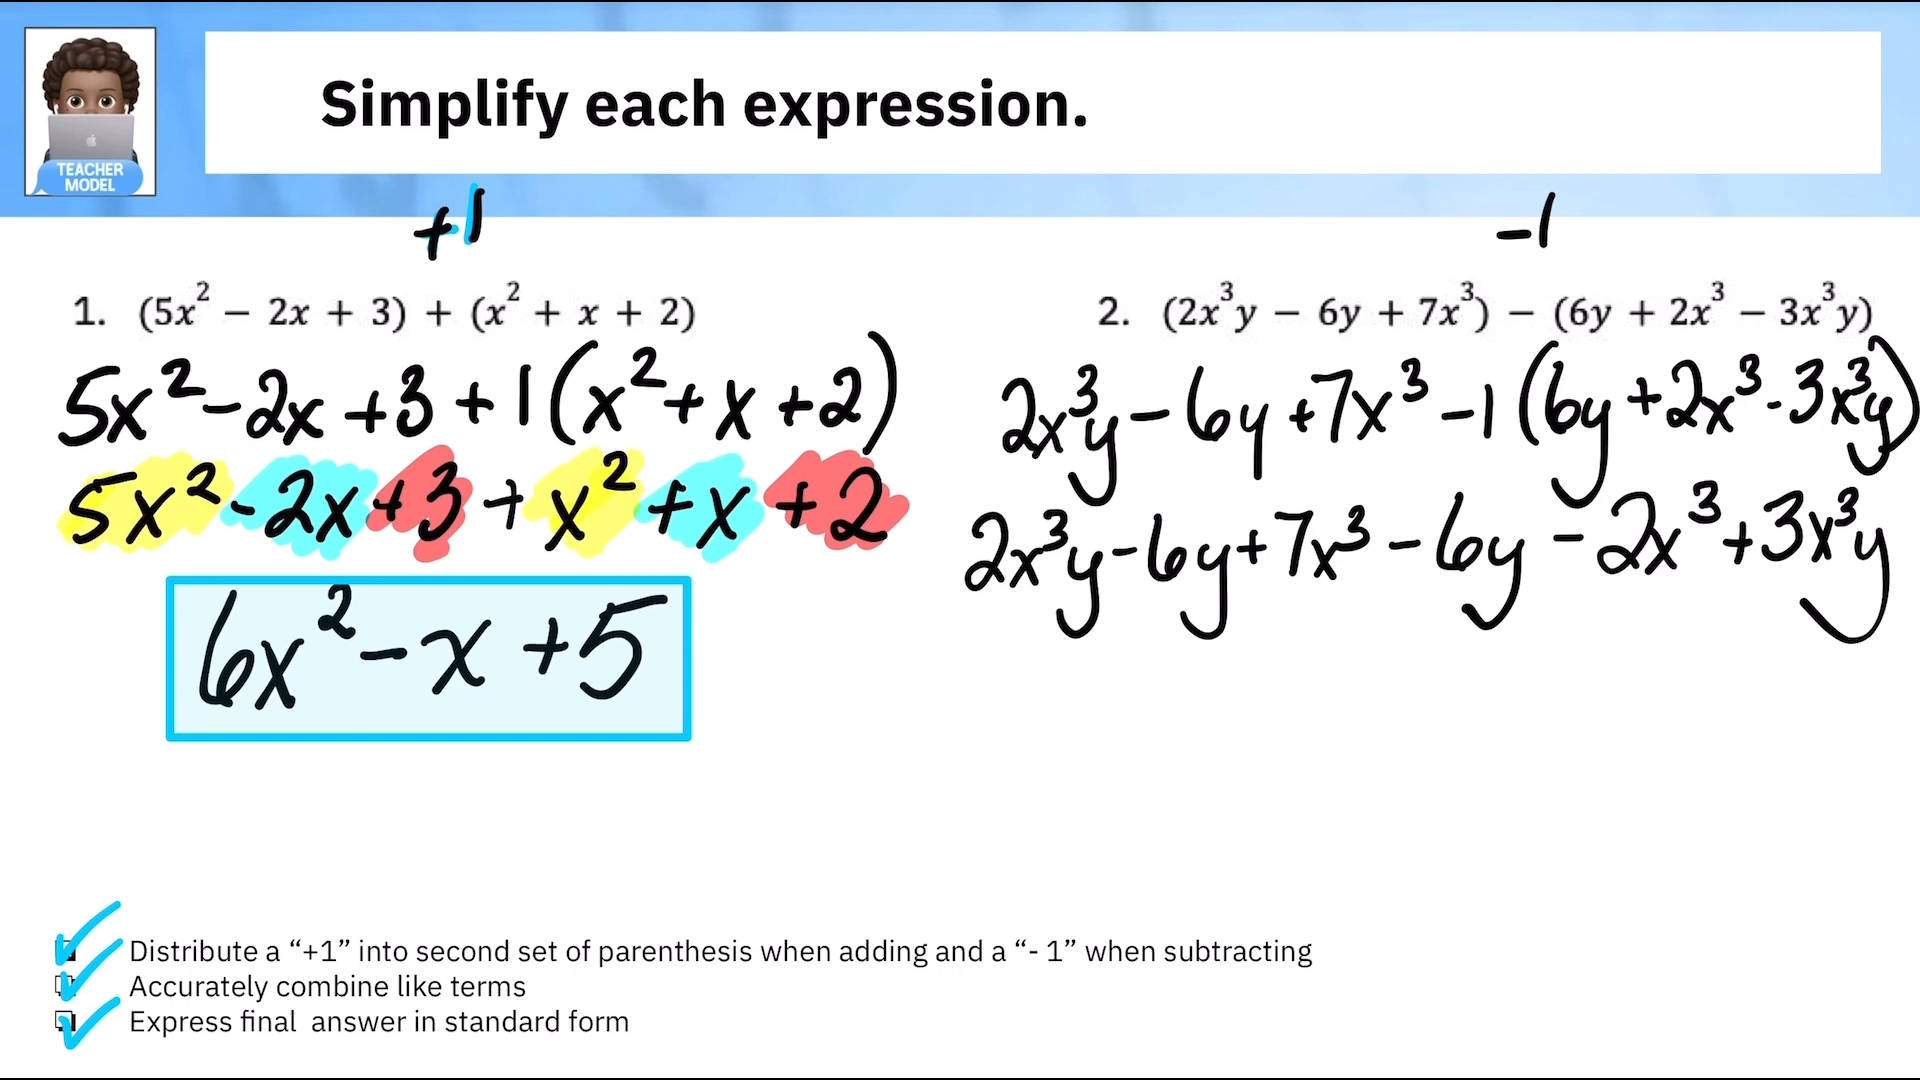 TEACHER
MODEL
Simplify each expression.
+1
1. (5x² − 2x + 3) + (x² + x + 2)
5x² - 2x + 3 + 1(x² + x + 2)
5x² - 2x + 3 + x² + x + 2
6x² - x + 5
-1
2. (2x³y − 6y + 7x³) − (6y + 2x³ − 3x³y)
2x³y - 6y + 7x³ - 1(6y + 2x³ - 3x³y)
2x³y - 6y + 7x³ - 6y - 2x³ + 3x³y
Distribute a “+1” into second set of parenthesis when adding and a “- 1” when subtracting
Accurately combine like terms
Express final answer in standard form